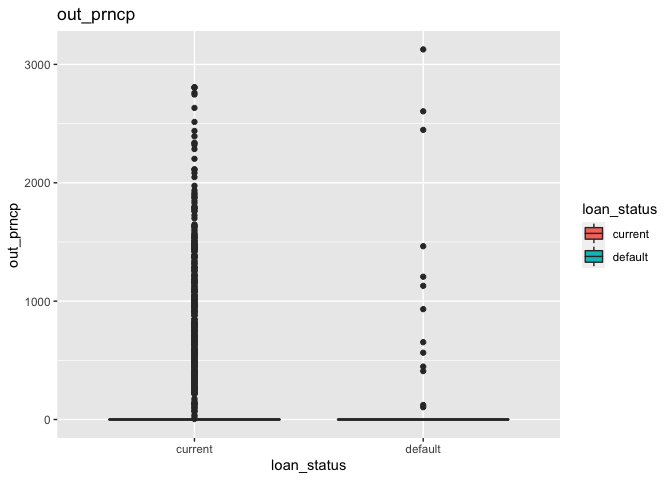 out_prncp
3000
2000
1000
0
out_prncp
current
default
loan_status
loan_status
current
default